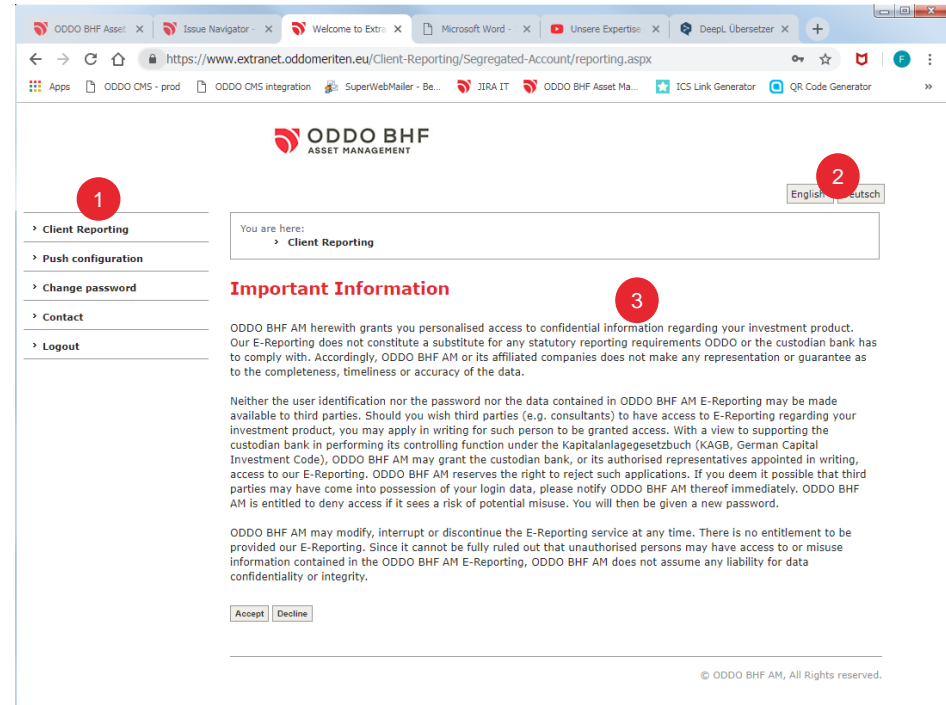 ODDO BHF Asset
Issue Navigator -
Welcome to Extra
Microsoft Word -
Unsere Expertise
DeepL Übersetzer
https://www.extranet.oddomeriten.eu/Client-Reporting/Segregated-Account/reporting.aspx
F
Apps
ODDO CMS - prod
ODDO CMS integration
SuperWebMailer - Be...
JIRA IT
ODDO BHF Asset Ma...
ICS Link Generator
QR Code Generator
»
ODDO BHF
ASSET MANAGEMENT
1
2
English
› Client Reporting
› Push configuration
› Change password
› Contact
› Logout
You are here:
› Client Reporting
Important Information
3
ODDO BHF AM herewith grants you personalised access to confidential information regarding your investment product.
Our E-Reporting does not constitute a substitute for any statutory reporting requirements ODDO or the custodian bank has
to comply with. Accordingly, ODDO BHF AM or its affiliated companies does not make any representation or guarantee as
to the completeness, timeliness or accuracy of the data.
Neither the user identification nor the password nor the data contained in ODDO BHF AM E-Reporting may be made
available to third parties. Should you wish third parties (e.g. consultants) to have access to E-Reporting regarding your
investment product, you may apply in writing for such person to be granted access. With a view to supporting the
custodian bank in performing its controlling function under the Kapitalanlagegesetzbuch (KAGB, German Capital
Investment Code), ODDO BHF AM may grant the custodian bank, or its authorised representatives appointed in writing,
access to our E-Reporting. ODDO BHF AM reserves the right to reject such applications. If you deem it possible that third
parties may have come into possession of your login data, please notify ODDO BHF AM thereof immediately. ODDO BHF
AM is entitled to deny access if it sees a risk of potential misuse. You will then be given a new password.
ODDO BHF AM may modify, interrupt or discontinue the E-Reporting service at any time. There is no entitlement to be
provided our E-Reporting. Since it cannot be fully ruled out that unauthorised persons may have access to or misuse
information contained in the ODDO BHF AM E-Reporting, ODDO BHF AM does not assume any liability for data
confidentiality or integrity.
Accept
Decline
© ODDO BHF AM, All Rights reserved.